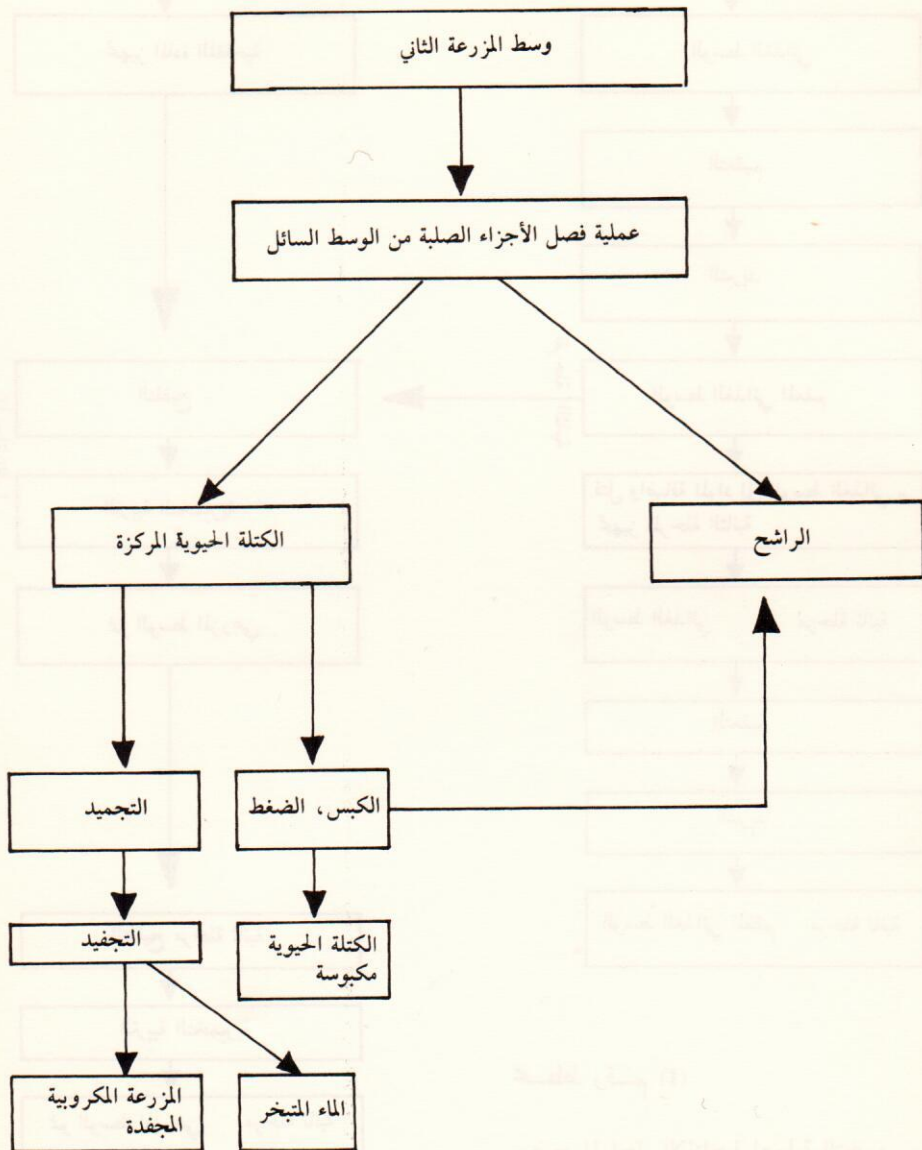 وسط المزرعة الثاني
عملية فصل الأجزاء الصلبة من الوسط السائل
الراشح
الكتلة الحيوية المركزة
الكبس، الضغط
التجميد
الكتلة الحيوية
مكبوسة
التجفيد
الماء المتبخر
المزرعة المكروبية
المجفدة